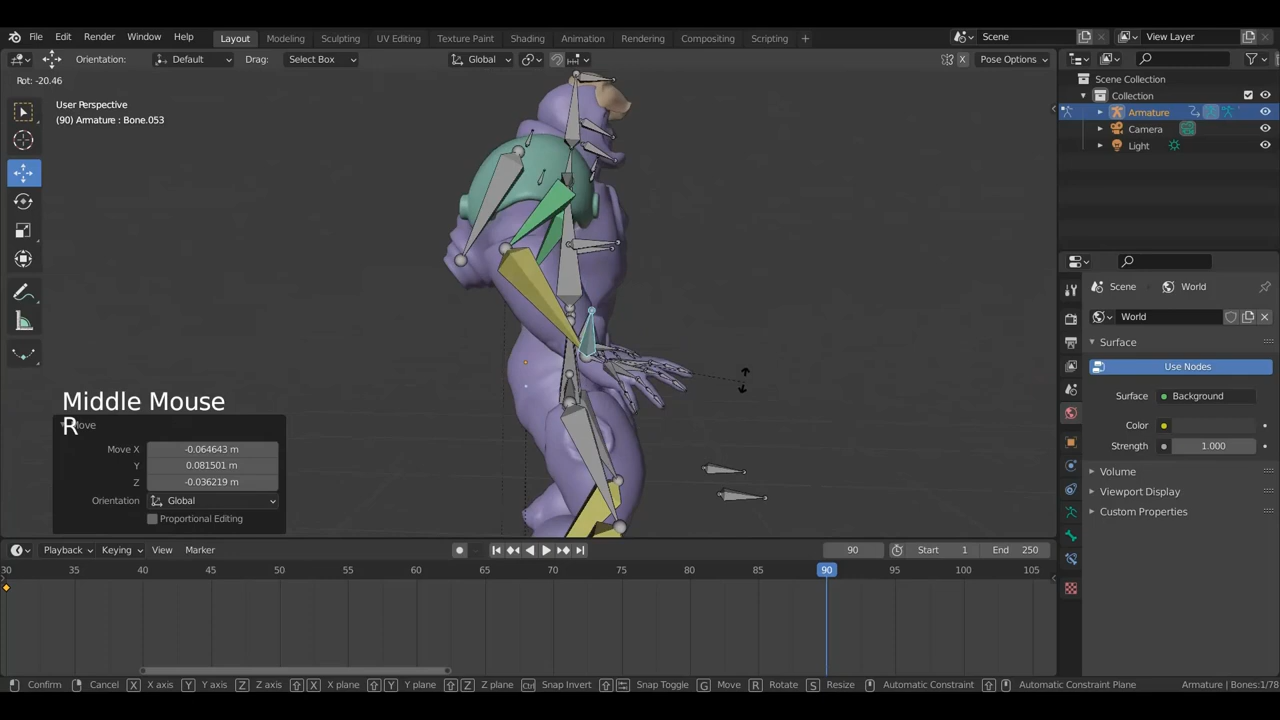 File Edit Render Window Help Layout Modeling Sculpting UV Editing Texture Paint Shading Animation Rendering Compositing Scripting + Scene View Layer
Orientation: Default Drag: Select Box Global X Pose Options
Rot: -20.46
User Perspective
(90) Armature : Bone.053
Scene Collection
Collection
Armature
Camera
Light
Scene World
World
Surface
Use Nodes
Surface Background
Color
Strength 1.000
Volume
Viewport Display
Custom Properties
Middle Mouse
R
Move
Move X -0.064643 m
Y 0.081501 m
Z -0.036219 m
Orientation Global
Proportional Editing
Playback Keying View Marker 90 Start 1 End 250
30 40 45 50 55 60 65 70 75 80 85 90 95 100 105
Confirm Cancel X X axis Y Y axis Z Z axis X X plane Y Y plane Z Z plane Ctrl Snap Invert Snap Toggle G Move R Rotate S Resize Automatic Constraint Automatic Constraint Plane Armature | Bones:1/78